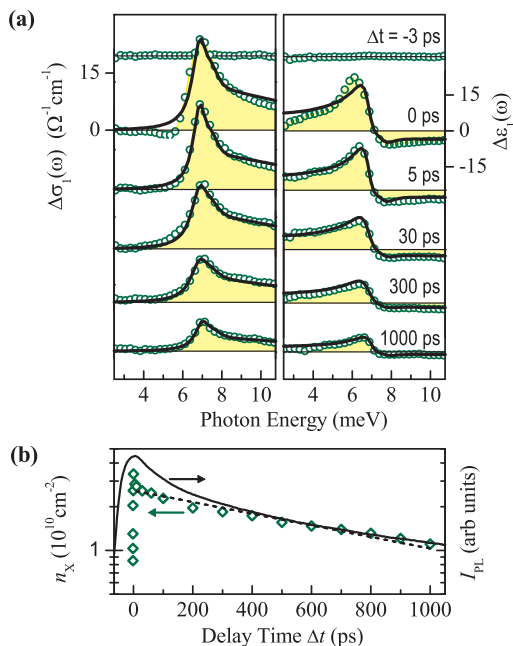 (a)
Δt = -3 ps
15
0
Δσ₁(ω) (Ω⁻¹cm⁻¹)
15
0
-15
Δε₁(ω)
0 ps
5 ps
30 ps
300 ps
1000 ps
4 6 8 10 4 6 8 10
Photon Energy (meV)
(b)
n_X (10¹⁰cm⁻²)
1
I_PL (arb units)
0 200 400 600 800 1000
Delay Time Δt (ps)